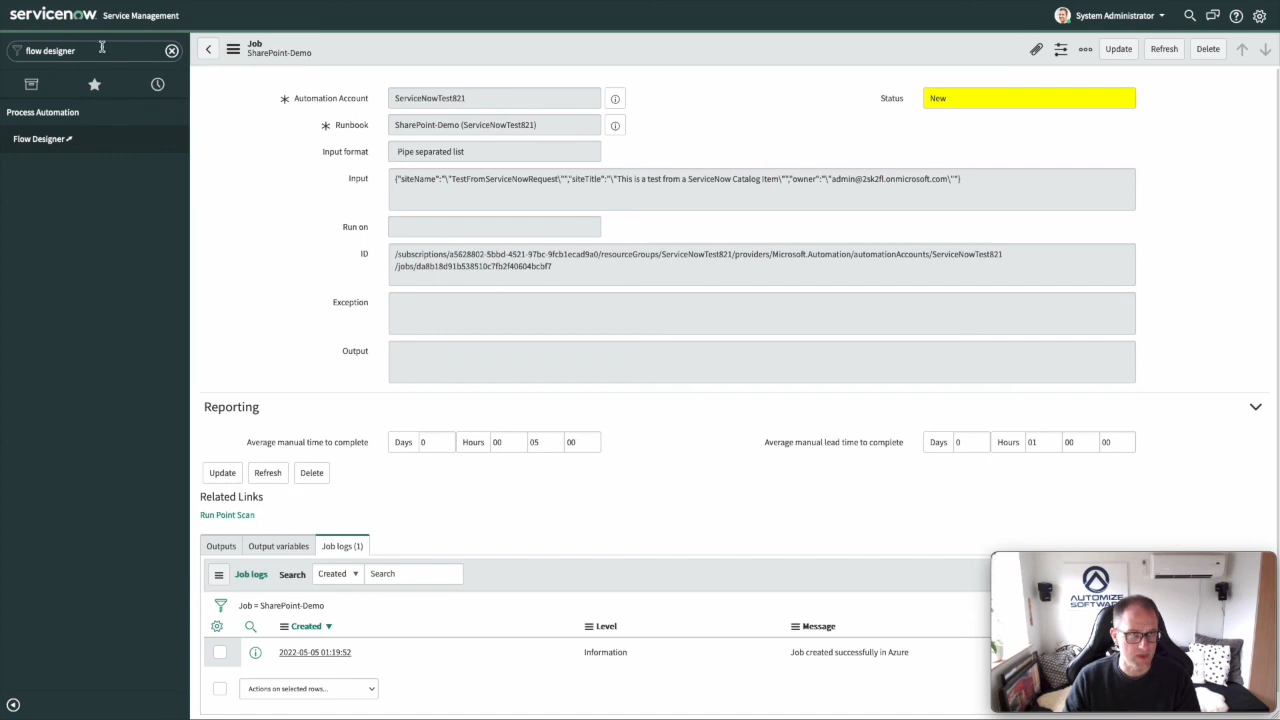 servicenow Service Management
System Administrator
flow designer
Process Automation
Flow Designer
Job
SharePoint-Demo
Update
Refresh
Delete
Automation Account
ServiceNowTest821
Status
New
Runbook
SharePoint-Demo (ServiceNowTest821)
Input format
Pipe separated list
Input
{"siteName":"\"TestFromServiceNowRequest\"","siteTitle":"\"This is a test from a ServiceNow Catalog Item\"","owner":"\"admin@2sk2fl.onmicrosoft.com\""}
Run on
ID
/subscriptions/a5628802-5bbd-4521-97bc-9fcb1ecad9a0/resourceGroups/ServiceNowTest821/providers/Microsoft.Automation/automationAccounts/ServiceNowTest821
/jobs/da8b18d91b538510c7fb2f40604bcbf7
Exception
Output
Reporting
Average manual time to complete
Days 0
Hours 00 05 00
Average manual lead time to complete
Days 0
Hours 01 00 00
Update
Refresh
Delete
Related Links
Run Point Scan
Outputs
Output variables
Job logs (1)
Job logs
Search
Created
Search
Job = SharePoint-Demo
Created
Level
Message
2022-05-05 01:19:52
Information
Job created successfully in Azure
Actions on selected rows...
AUTOMIZE
SOFTWARE